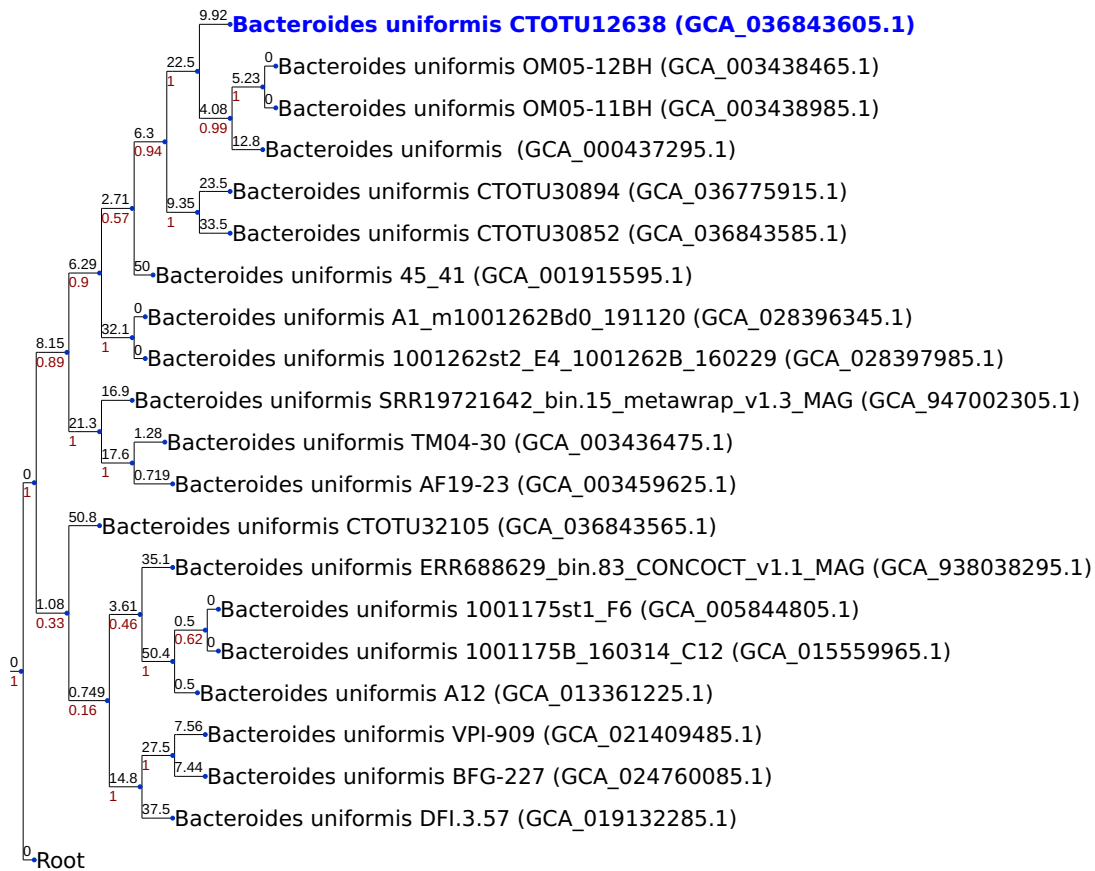 9.92
Bacteroides uniformis CTOTU12638 (GCA_036843605.1)
22.5
1
0
Bacteroides uniformis OM05-12BH (GCA_003438465.1)
5.23
1
0
Bacteroides uniformis OM05-11BH (GCA_003438985.1)
4.08
0.99
6.3
0.94
12.8
Bacteroides uniformis (GCA_000437295.1)
23.5
Bacteroides uniformis CTOTU30894 (GCA_036775915.1)
9.35
1
2.71
0.57
33.5
Bacteroides uniformis CTOTU30852 (GCA_036843585.1)
6.29
0.9
50
Bacteroides uniformis 45_41 (GCA_001915595.1)
0
Bacteroides uniformis A1_m1001262Bd0_191120 (GCA_028396345.1)
32.1
1
8.15
0.89
0
Bacteroides uniformis 1001262st2_E4_1001262B_160229 (GCA_028397985.1)
16.9
Bacteroides uniformis SRR19721642_bin.15_metawrap_v1.3_MAG (GCA_947002305.1)
21.3
1
1.28
Bacteroides uniformis TM04-30 (GCA_003436475.1)
17.6
1
0
1
0.719
Bacteroides uniformis AF19-23 (GCA_003459625.1)
50.8
Bacteroides uniformis CTOTU32105 (GCA_036843565.1)
35.1
Bacteroides uniformis ERR688629_bin.83_CONCOCT_v1.1_MAG (GCA_938038295.1)
1.08
0.33
3.61
0.46
0
Bacteroides uniformis 1001175st1_F6 (GCA_005844805.1)
0.5
0.62
0
Bacteroides uniformis 1001175B_160314_C12 (GCA_015559965.1)
50.4
1
0
1
0.5
Bacteroides uniformis A12 (GCA_013361225.1)
0.749
0.16
7.56
Bacteroides uniformis VPI-909 (GCA_021409485.1)
27.5
1
7.44
Bacteroides uniformis BFG-227 (GCA_024760085.1)
14.8
1
37.5
Bacteroides uniformis DFI.3.57 (GCA_019132285.1)
0
Root